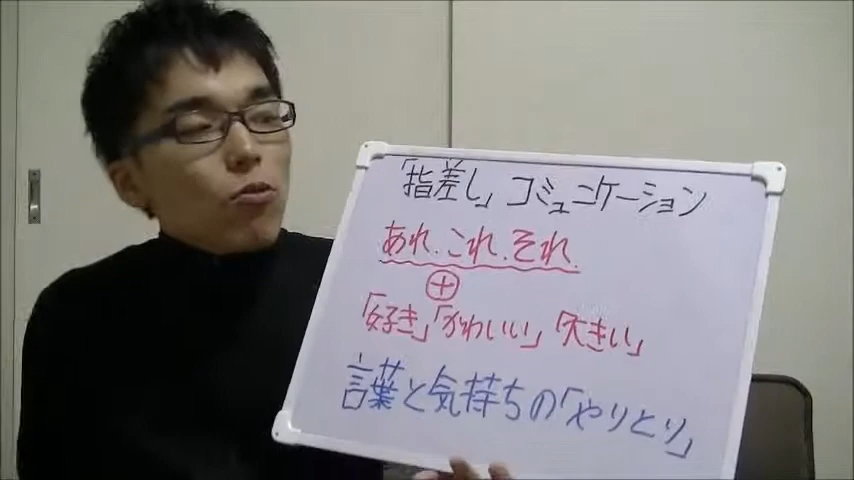 「指差し」コミュニケーション
あれ.これ.それ.
⊕
「好き」「かわいい」「大きい」
言葉と気持ちの「やりとり」